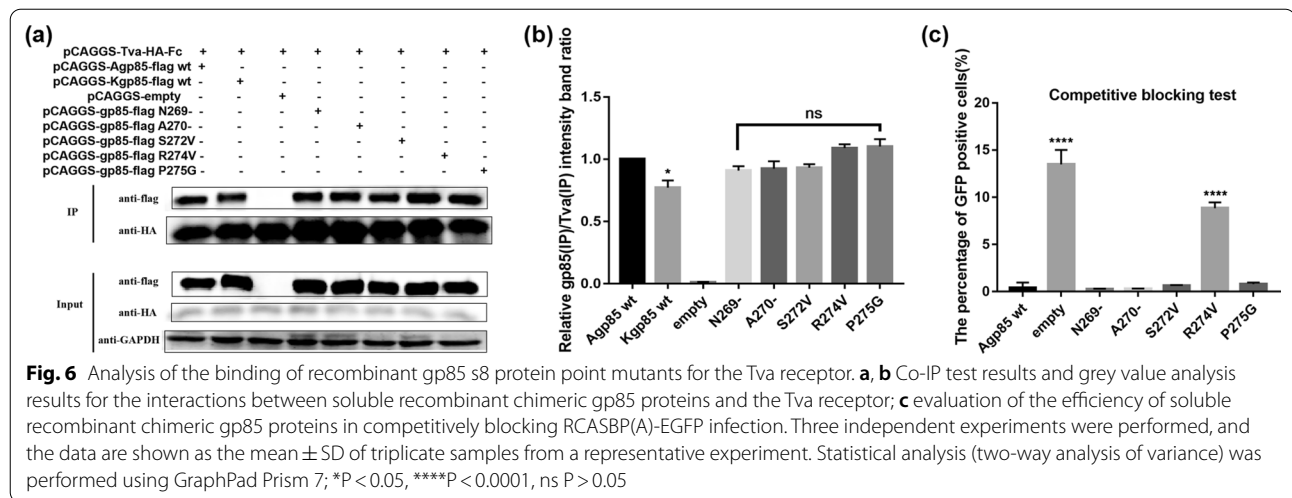 (a)
pCAGGS-Tva-HA-Fc + + + + + + + +
pCAGGS-Agp85-flag wt + - - - - - - -
pCAGGS-Kgp85-flag wt - + - - - - - -
pCAGGS-empty - - + - - - - -
pCAGGS-gp85-flag N269- - - - + - - - -
pCAGGS-gp85-flag A270- - - - - + - - -
pCAGGS-gp85-flag S272V - - - - - + - -
pCAGGS-gp85-flag R274V - - - - - - + -
pCAGGS-gp85-flag P275G - - - - - - - +
IP
anti-flag
anti-HA
Input
anti-flag
anti-HA
anti-GAPDH
(b)
Relative gp85(IP)/Tva(IP) intensity band ratio
2.0
1.5
1.0
0.5
0.0
*
ns
Agp85 wt
Kgp85 wt
empty
N269-
A270-
S272V
R274V
P275G
(c)
Competitive blocking test
The percentage of GFP positive cells(%)
20
15
10
5
0
****
****
Agp85 wt
empty
N269-
A270-
S272V
R274V
P275G
Fig. 6 Analysis of the binding of recombinant gp85 s8 protein point mutants for the Tva receptor. a, b Co-IP test results and grey value analysis
results for the interactions between soluble recombinant chimeric gp85 proteins and the Tva receptor; c evaluation of the efficiency of soluble
recombinant chimeric gp85 proteins in competitively blocking RCASBP(A)-EGFP infection. Three independent experiments were performed, and
the data are shown as the mean ± SD of triplicate samples from a representative experiment. Statistical analysis (two-way analysis of variance) was
performed using GraphPad Prism 7; *P < 0.05, ****P < 0.0001, ns P > 0.05